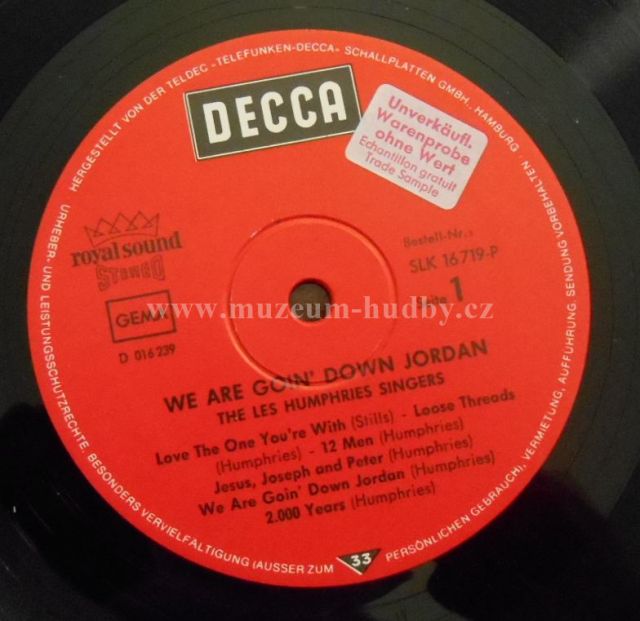 HERGESTELLT VON DER TELDEC »TELEFUNKEN-DECCA« SCHALLPLATTEN GMBH., HAMBURG · URHEBER- UND LEISTUNGSSCHUTZRECHTE, BESONDERS VERVIELFÄLTIGUNG (AUSSER ZUM PERSÖNLICHEN GEBRAUCH), VERMIETUNG, AUFFÜHRUNG, SENDUNG VORBEHALTEN ·
DECCA
Unverkäufl.
Warenprobe
ohne Wert
Echantillon gratuit
Trade Sample
royal sound
STEREO
Bestell-Nr.:
SLK 16719-P
1
GEMA
www.muzeum-hudby.cz
D 016 239
WE ARE GOIN' DOWN JORDAN
THE LES HUMPHRIES SINGERS
Love The One You're With (Stills) - Loose Threads
(Humphries) - 12 Men (Humphries)
Jesus, Joseph and Peter (Humphries)
We Are Goin' Down Jordan (Humphries)
2.000 Years (Humphries)
33